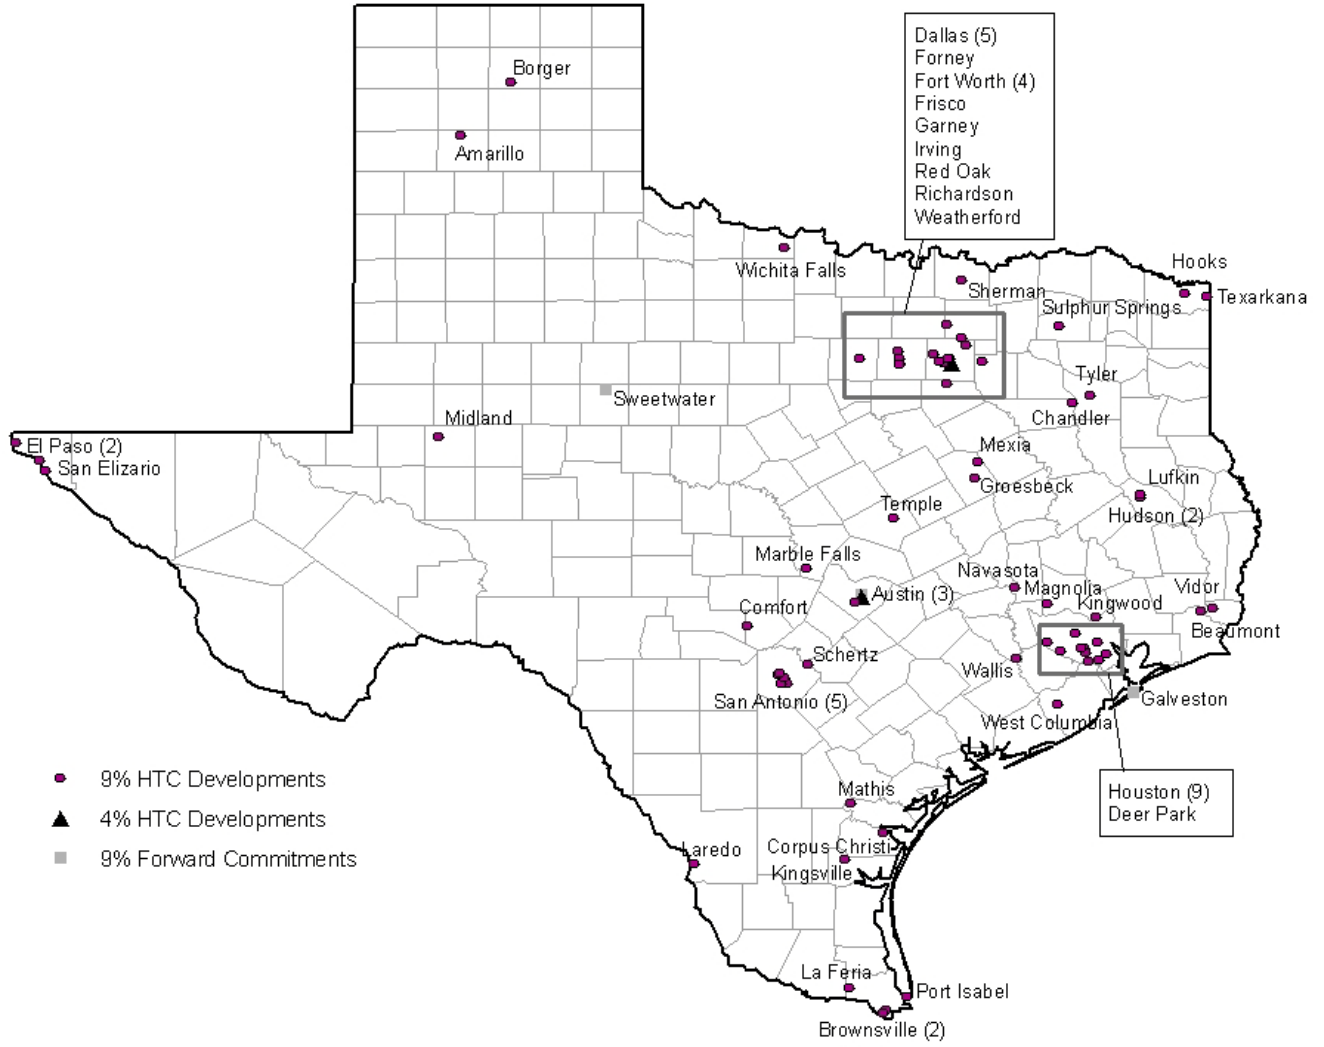 Dallas (5)
Forney
Fort Worth (4)
Frisco
Garney
Irving
Red Oak
Richardson
Weatherford
Borger
Amarillo
Wichita Falls
Hooks
Sherman
Texarkana
Sulphur Springs
Sweetwater
Tyler
Chandler
Midland
El Paso (2)
San Elizario
Mexia
Groesbeck
Lufkin
Hudson (2)
Temple
Marble Falls
Navasota
Magnolia
Vidor
Austin (3)
Kingwood
Comfort
Beaumont
Schertz
Wallis
San Antonio (5)
Galveston
West Columbia
9% HTC Developments
4% HTC Developments
9% Forward Commitments
Houston (9)
Deer Park
Mathis
Laredo
Corpus Christi
Kingsville
La Feria
Port Isabel
Brownsville (2)